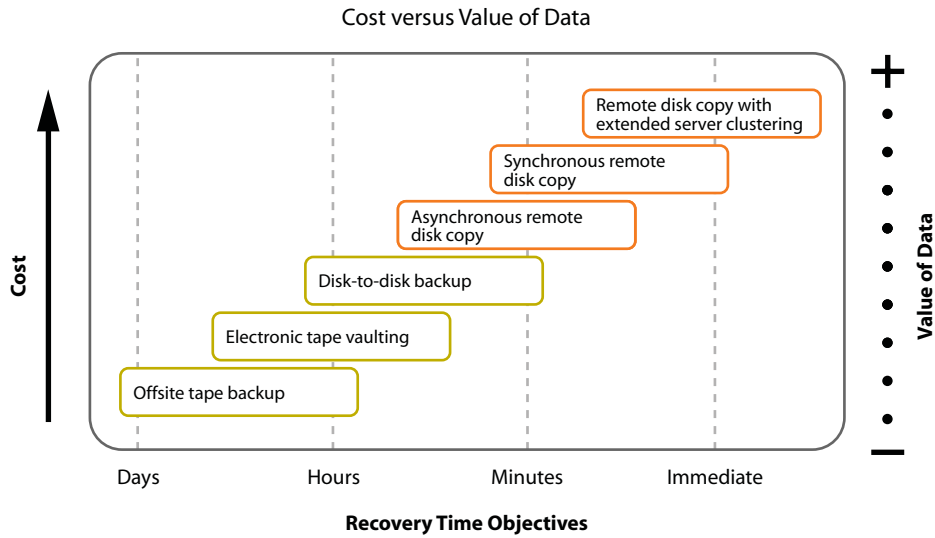 Cost versus Value of Data
Remote disk copy with
extended server clustering
Synchronous remote
disk copy
Asynchronous remote
disk copy
Disk-to-disk backup
Electronic tape vaulting
Offsite tape backup
Cost
Value of Data
Days
Hours
Minutes
Immediate
Recovery Time Objectives